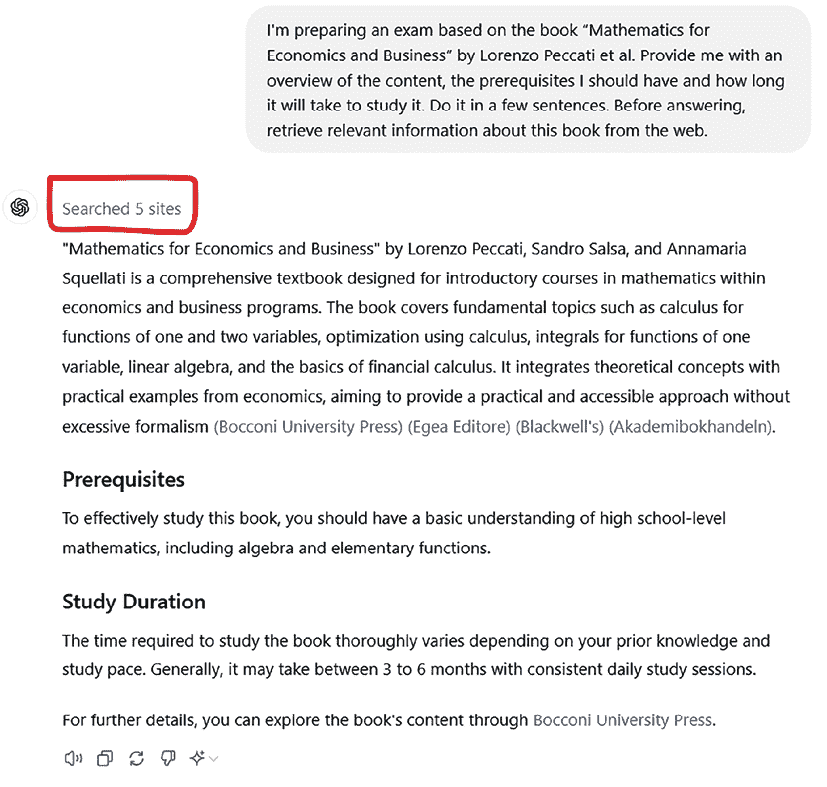 I'm preparing an exam based on the book “Mathematics for
Economics and Business” by Lorenzo Peccati et al. Provide me with an
overview of the content, the prerequisites I should have and how long
it will take to study it. Do it in a few sentences. Before answering,
retrieve relevant information about this book from the web.
Searched 5 sites
"Mathematics for Economics and Business" by Lorenzo Peccati, Sandro Salsa, and Annamaria
Squellati is a comprehensive textbook designed for introductory courses in mathematics within
economics and business programs. The book covers fundamental topics such as calculus for
functions of one and two variables, optimization using calculus, integrals for functions of one
variable, linear algebra, and the basics of financial calculus. It integrates theoretical concepts with
practical examples from economics, aiming to provide a practical and accessible approach without
excessive formalism (Bocconi University Press) (Egea Editore) (Blackwell's) (Akademibokhandeln).
Prerequisites
To effectively study this book, you should have a basic understanding of high school-level
mathematics, including algebra and elementary functions.
Study Duration
The time required to study the book thoroughly varies depending on your prior knowledge and
study pace. Generally, it may take between 3 to 6 months with consistent daily study sessions.
For further details, you can explore the book's content through Bocconi University Press.